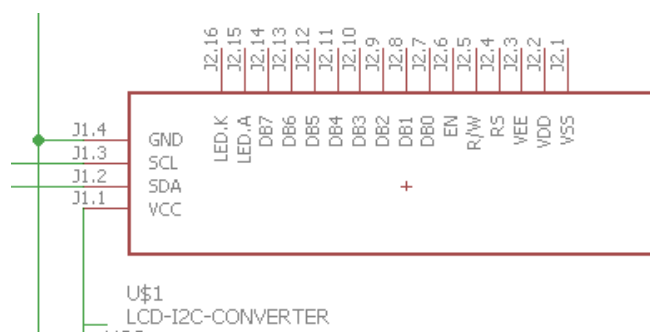 J2.16 J2.15 J2.14 J2.13 J2.12 J2.11 J2.10 J2.9 J2.8 J2.7 J2.6 J2.5 J2.4 J2.3 J2.2 J2.1
LED.K LED.A DB7 DB6 DB5 DB4 DB3 DB2 DB1 DB0 EN R/W RS VEE VDD VSS
J1.4 GND
J1.3 SCL
J1.2 SDA
J1.1 VCC
U$1
LCD-I2C-CONVERTER